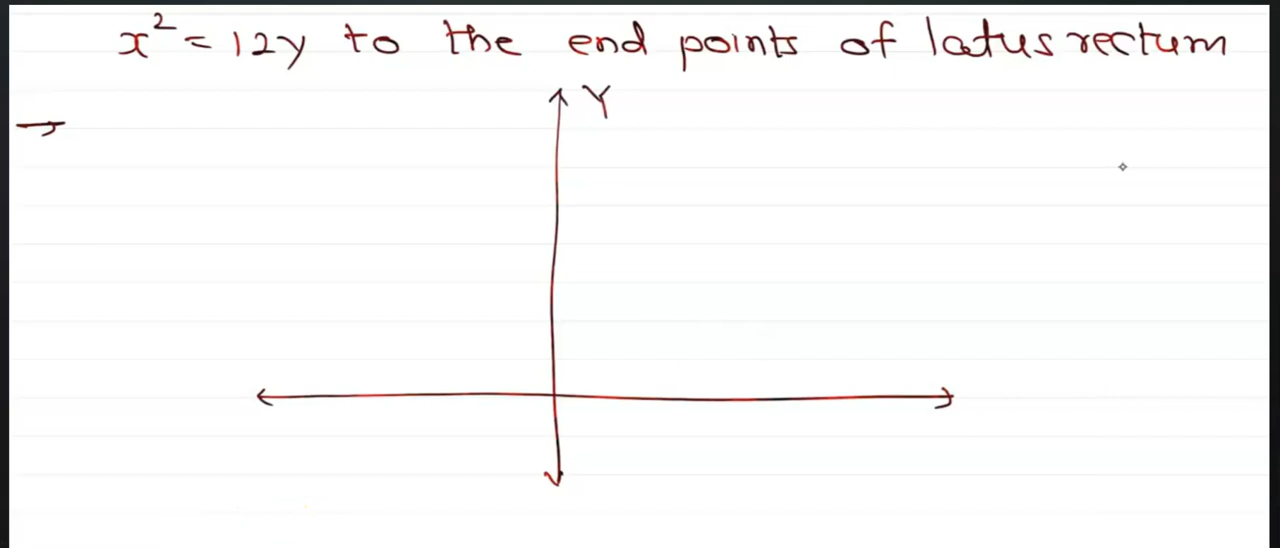 x² = 12y to the end points of latus rectum
Y